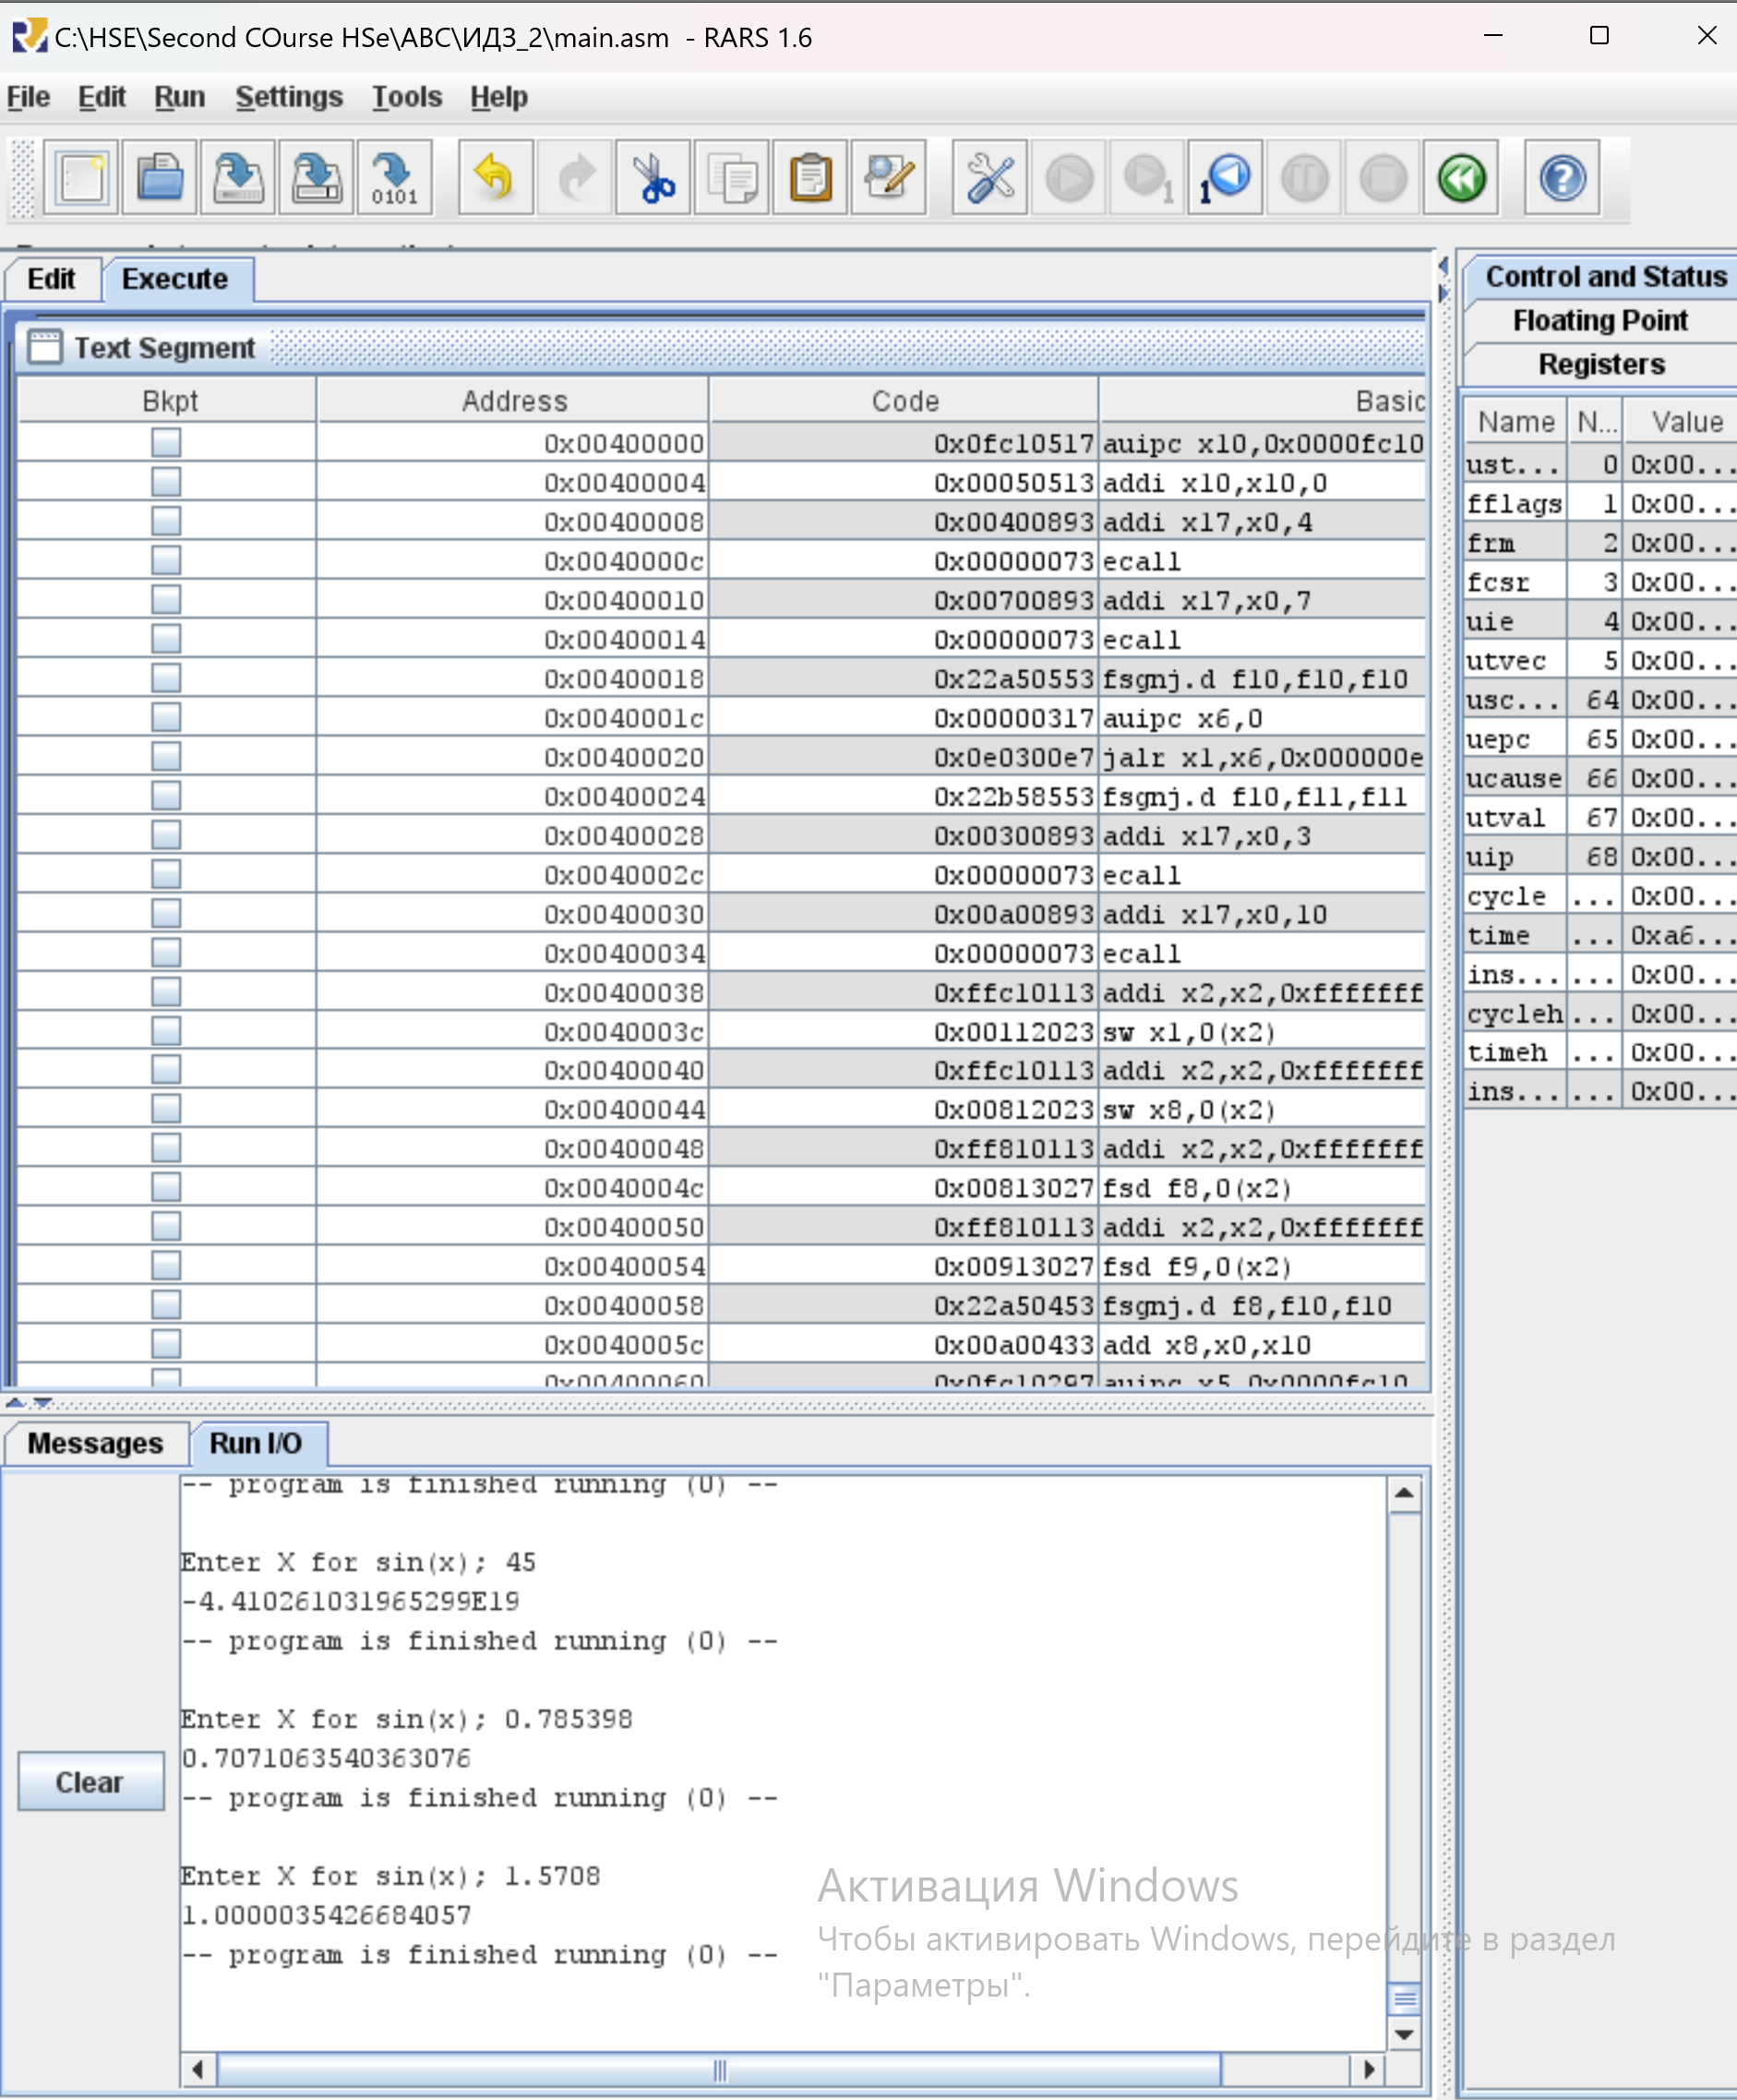 C:\HSE\Second COurse HSe\ABC\ИДЗ_2\main.asm - RARS 1.6
File Edit Run Settings Tools Help
0101 1 1
Edit Execute
Text Segment
Bkpt Address Code Basic
0x00400000 0x0fc10517 auipc x10,0x0000fc10
0x00400004 0x00050513 addi x10,x10,0
0x00400008 0x00400893 addi x17,x0,4
0x0040000c 0x00000073 ecall
0x00400010 0x00700893 addi x17,x0,7
0x00400014 0x00000073 ecall
0x00400018 0x22a50553 fsgnj.d f10,f10,f10
0x0040001c 0x00000317 auipc x6,0
0x00400020 0x0e0300e7 jalr x1,x6,0x000000e
0x00400024 0x22b58553 fsgnj.d f10,f11,f11
0x00400028 0x00300893 addi x17,x0,3
0x0040002c 0x00000073 ecall
0x00400030 0x00a00893 addi x17,x0,10
0x00400034 0x00000073 ecall
0x00400038 0xffc10113 addi x2,x2,0xfffffff
0x0040003c 0x00112023 sw x1,0(x2)
0x00400040 0xffc10113 addi x2,x2,0xfffffff
0x00400044 0x00812023 sw x8,0(x2)
0x00400048 0xff810113 addi x2,x2,0xfffffff
0x0040004c 0x00813027 fsd f8,0(x2)
0x00400050 0xff810113 addi x2,x2,0xfffffff
0x00400054 0x00913027 fsd f9,0(x2)
0x00400058 0x22a50453 fsgnj.d f8,f10,f10
0x0040005c 0x00a00433 add x8,x0,x10
0x00400060 0x0fc10297 auipc x5,0x0000fc10
Control and Status
Floating Point
Registers
Name N... Value
ust... 0 0x00...
fflags 1 0x00...
frm 2 0x00...
fcsr 3 0x00...
uie 4 0x00...
utvec 5 0x00...
usc... 64 0x00...
uepc 65 0x00...
ucause 66 0x00...
utval 67 0x00...
uip 68 0x00...
cycle ... 0x00...
time ... 0xa6...
ins... ... 0x00...
cycleh ... 0x00...
timeh ... 0x00...
ins... ... 0x00...
Messages Run I/O
-- program is finished running (0) --
Enter X for sin(x); 45
-4.410261031965299E19
-- program is finished running (0) --
Enter X for sin(x); 0.785398
0.7071063540363076
-- program is finished running (0) --
Enter X for sin(x); 1.5708
1.0000035426684057
-- program is finished running (0) --
Clear
Активация Windows
Чтобы активировать Windows, перейдите в раздел
"Параметры".